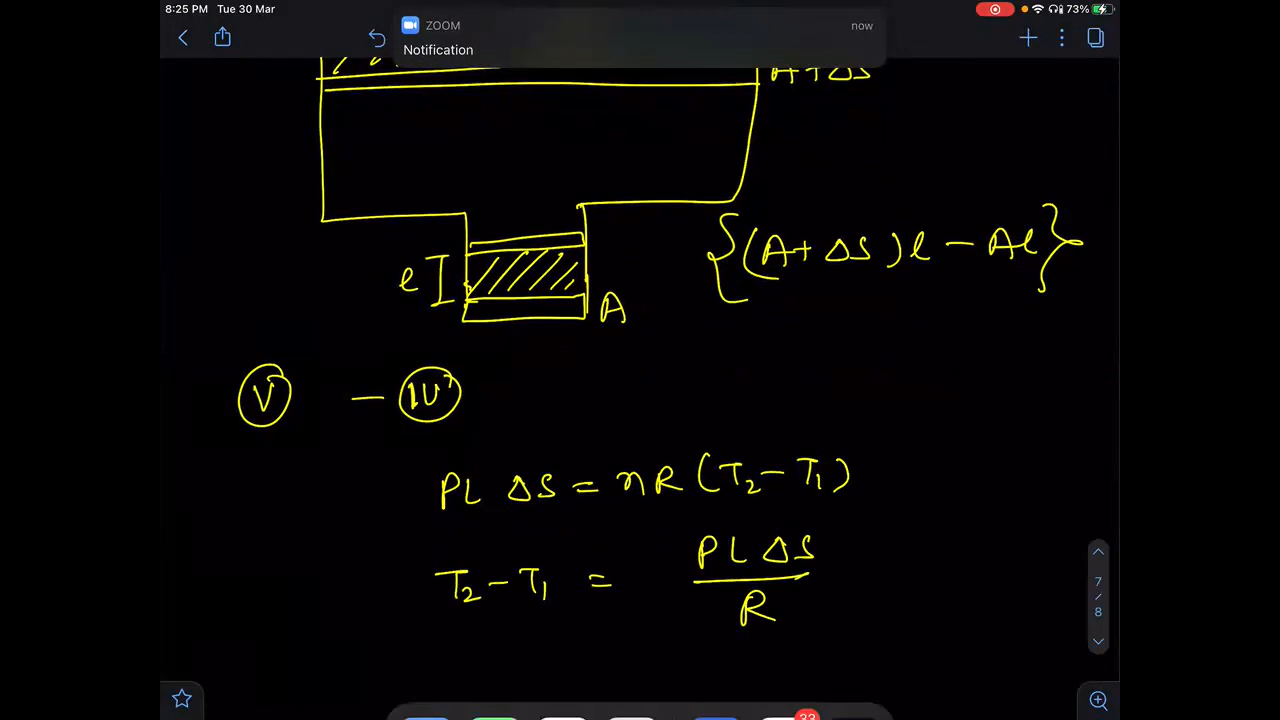 8:25 PM Tue 30 Mar
73%
ZOOM
now
Notification
A+ΔS
{(A+ΔS)l - Al}
l
A
V - IV
PL ΔS = nR(T₂-T₁)
T₂-T₁ = PLΔS/R
7/8
33